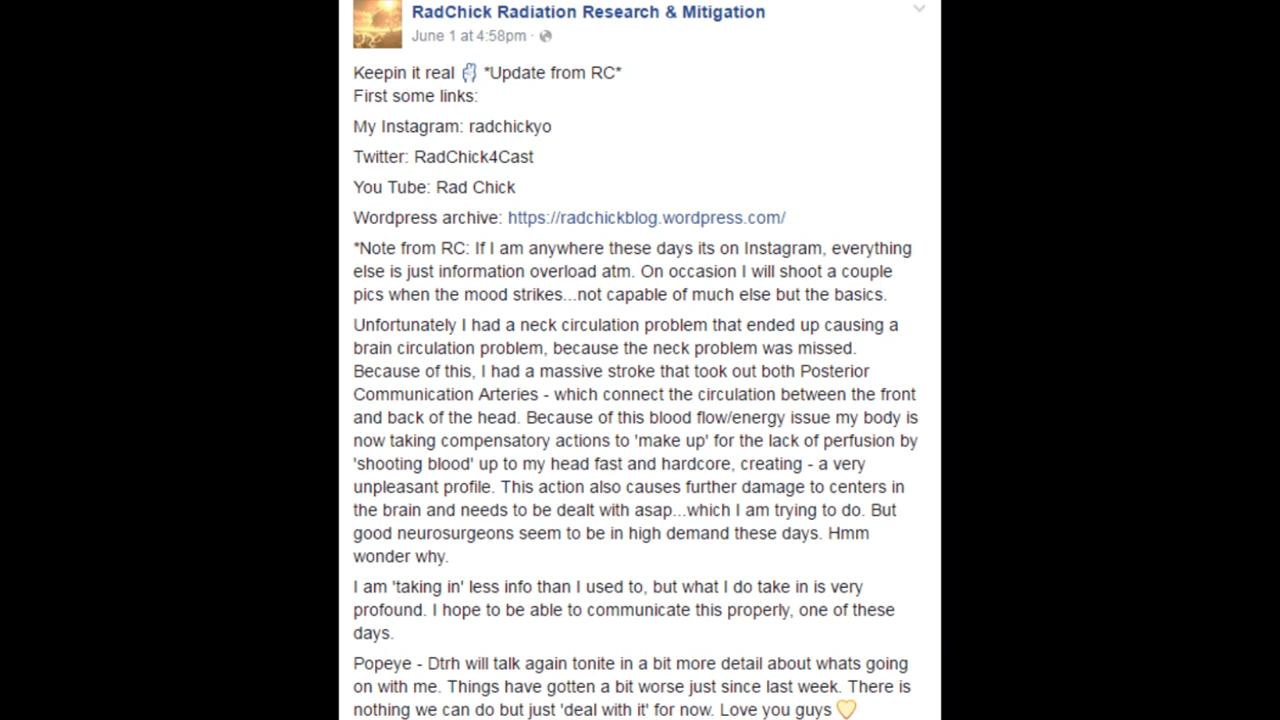 RadChick Radiation Research & Mitigation
June 1 at 4:58pm ·
Keepin it real ✌ *Update from RC*
First some links:
My Instagram: radchickyo
Twitter: RadChick4Cast
You Tube: Rad Chick
Wordpress archive: https://radchickblog.wordpress.com/
*Note from RC: If I am anywhere these days its on Instagram, everything
else is just information overload atm. On occasion I will shoot a couple
pics when the mood strikes...not capable of much else but the basics.
Unfortunately I had a neck circulation problem that ended up causing a
brain circulation problem, because the neck problem was missed.
Because of this, I had a massive stroke that took out both Posterior
Communication Arteries - which connect the circulation between the front
and back of the head. Because of this blood flow/energy issue my body is
now taking compensatory actions to 'make up' for the lack of perfusion by
'shooting blood' up to my head fast and hardcore, creating - a very
unpleasant profile. This action also causes further damage to centers in
the brain and needs to be dealt with asap...which I am trying to do. But
good neurosurgeons seem to be in high demand these days. Hmm
wonder why.
I am 'taking in' less info than I used to, but what I do take in is very
profound. I hope to be able to communicate this properly, one of these
days.
Popeye - Dtrh will talk again tonite in a bit more detail about whats going
on with me. Things have gotten a bit worse just since last week. There is
nothing we can do but just 'deal with it' for now. Love you guys 💛